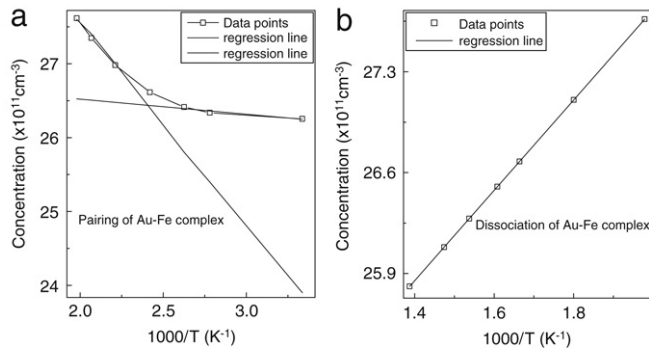 a
Data points
regression line
regression line
Concentration (x10¹¹cm⁻³)
27
26
25
24
Pairing of Au-Fe complex
2.0
2.5
3.0
1000/T (K⁻¹)
b
Data points
regression line
Concentration (x10¹¹cm⁻³)
27.3
26.6
25.9
Dissociation of Au-Fe complex
1.4
1.6
1.8
1000/T (K⁻¹)